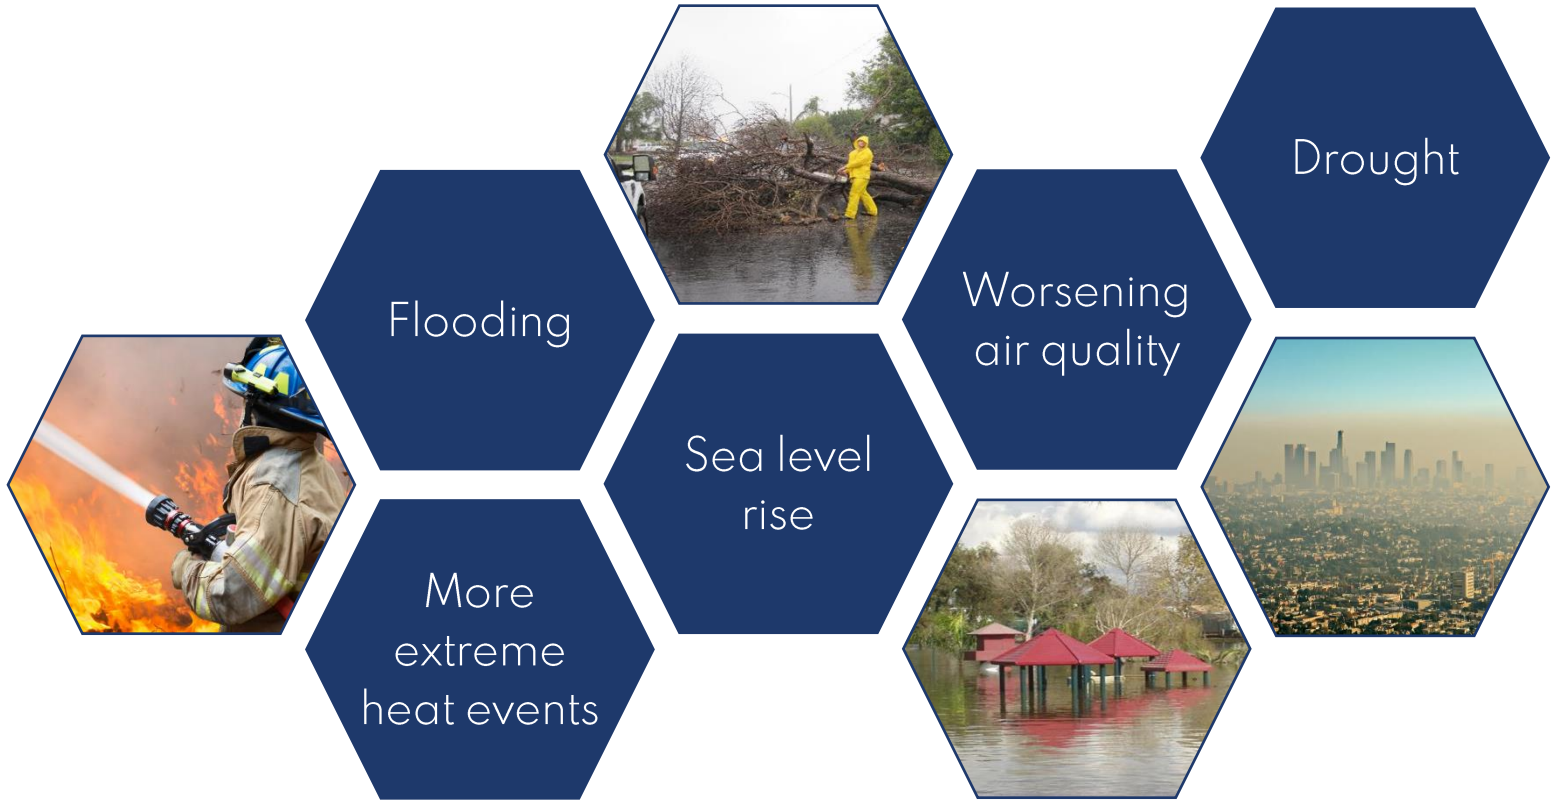 Flooding
More
extreme
heat events
Sea level
rise
Worsening
air quality
Drought